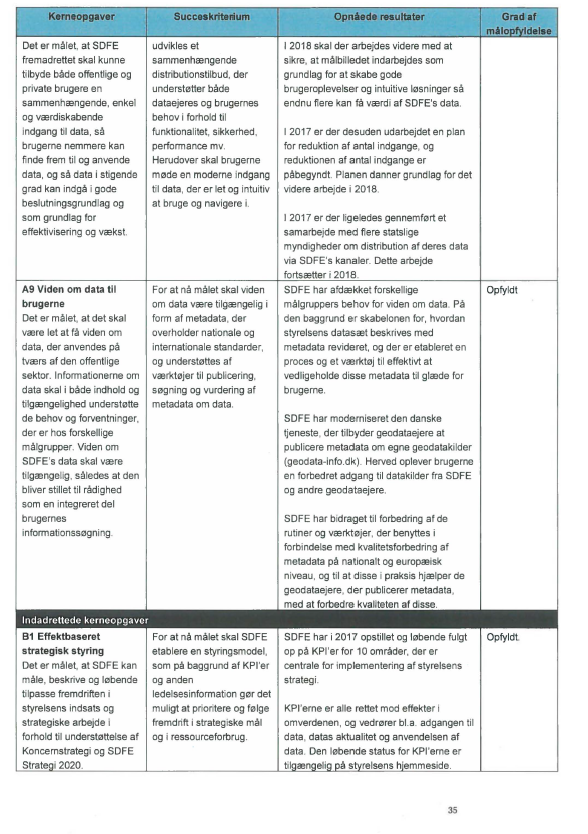 Kerneopgaver
Succeskriterium
Opnåede resultater
Grad af
målopfyldelse
Det er målet, at SDFE
fremadrettet skal kunne
tilbyde både offentlige og
private brugere en
sammenhængende, enkel
og værdiskabende
indgang til data, så
brugerne nemmere kan
finde frem til og anvende
data, og så data i stigende
grad kan indgå i gode
beslutningsgrundlag og
som grundlag for
effektivisering og vækst.
udvikles et
sammenhængende
distributionstilbud, der
understøtter både
dataejeres og brugernes
behov i forhold til
funktionalitet, sikkerhed,
performance mv.
Herudover skal brugerne
møde en moderne indgang
til data, der er let og intuitiv
at bruge og navigere i.
I 2018 skal der arbejdes videre med at
sikre, at målbilledet indarbejdes som
grundlag for at skabe gode
brugeroplevelser og intuitive løsninger så
endnu flere kan få værdi af SDFE's data.
I 2017 er der desuden udarbejdet en plan
for reduktion af antal indgange, og
reduktionen af antal indgange er
påbegyndt. Planen danner grundlag for det
videre arbejde i 2018.
I 2017 er der ligeledes gennemført et
samarbejde med flere statslige
myndigheder om distribution af deres data
via SDFE's kanaler. Dette arbejde
fortsætter i 2018.
A9 Viden om data til
brugerne
Det er målet, at det skal
være let at få viden om
data, der anvendes på
tværs af den offentlige
sektor. Informationerne om
data skal i både indhold og
tilgængelighed understøtte
de behov og forventninger,
der er hos forskellige
målgrupper. Viden om
SDFE's data skal være
tilgængelig, således at den
bliver stillet til rådighed
som en integreret del
brugernes
informationssøgning.
For at nå målet skal viden
om data være tilgængelig i
form af metadata, der
overholder nationale og
internationale standarder,
og understøttes af
værktøjer til publicering,
søgning og vurdering af
metadata om data.
SDFE har afdækket forskellige
målgruppers behov for viden om data. På
den baggrund er skabelonen for, hvordan
styrelsens datasæt beskrives med
metadata revideret, og der er etableret en
proces og et værktøj til effektivt at
vedligeholde disse metadata til glæde for
brugerne.
SDFE har moderniseret den danske
tjeneste, der tilbyder geodataejere at
publicere metadata om egne geodatakilder
(geodata-info.dk). Herved oplever brugerne
en forbedret adgang til datakilder fra SDFE
og andre geodataejere.
SDFE har bidraget til forbedring af de
rutiner og værktøjer, der benyttes i
forbindelse med kvalitetsforbedring af
metadata på nationalt og europæisk
niveau, og til at disse i praksis hjælper de
geodataejere, der publicerer metadata,
med at forbedre kvaliteten af disse.
Opfyldt
Indadrettede kerneopgaver
B1 Effektbaseret
strategisk styring
Det er målet, at SDFE kan
måle, beskrive og løbende
tilpasse fremdriften i
styrelsens indsats og
strategiske arbejde i
forhold til understøttelse af
Koncernstrategi og SDFE
Strategi 2020.
For at nå målet skal SDFE
etablere en styringsmodel,
som på baggrund af KPI'er
og anden
ledelsesinformation gør det
muligt at prioritere og følge
fremdrift i strategiske mål
og i ressourceforbrug.
SDFE har i 2017 opstillet og løbende fulgt
op på KPI'er for 10 områder, der er
centrale for implementering af styrelsens
strategi.
KPI'erne er alle rettet mod effekter i
omverdenen, og vedrører bl.a. adgangen til
data, datas aktualitet og anvendelsen af
data. Den løbende status for KPI'erne er
tilgængelig på styrelsens hjemmeside.
Opfyldt.
35